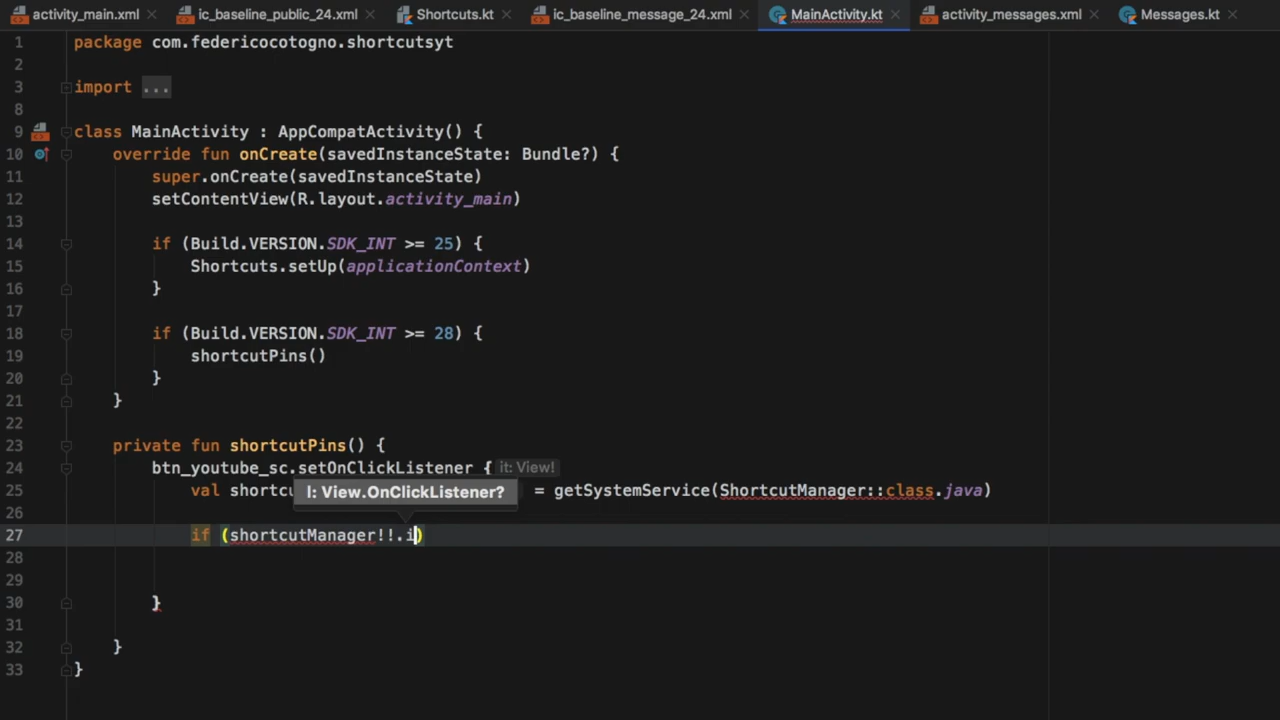 activity_main.xml ic_baseline_public_24.xml Shortcuts.kt ic_baseline_message_24.xml MainActivity.kt activity_messages.xml Messages.kt
1 package com.federicocotogno.shortcutsyt
2
3 import ...
8
9 class MainActivity : AppCompatActivity() {
10 override fun onCreate(savedInstanceState: Bundle?) {
11 super.onCreate(savedInstanceState)
12 setContentView(R.layout.activity_main)
13
14 if (Build.VERSION.SDK_INT >= 25) {
15 Shortcuts.setUp(applicationContext)
16 }
17
18 if (Build.VERSION.SDK_INT >= 28) {
19 shortcutPins()
20 }
21 }
22
23 private fun shortcutPins() {
24 btn_youtube_sc.setOnClickListener { it: View!
25 val shortc = getSystemService(ShortcutManager::class.java)
l: View.OnClickListener?
26
27 if (shortcutManager!!.i)
28
29
30 }
31
32 }
33 }